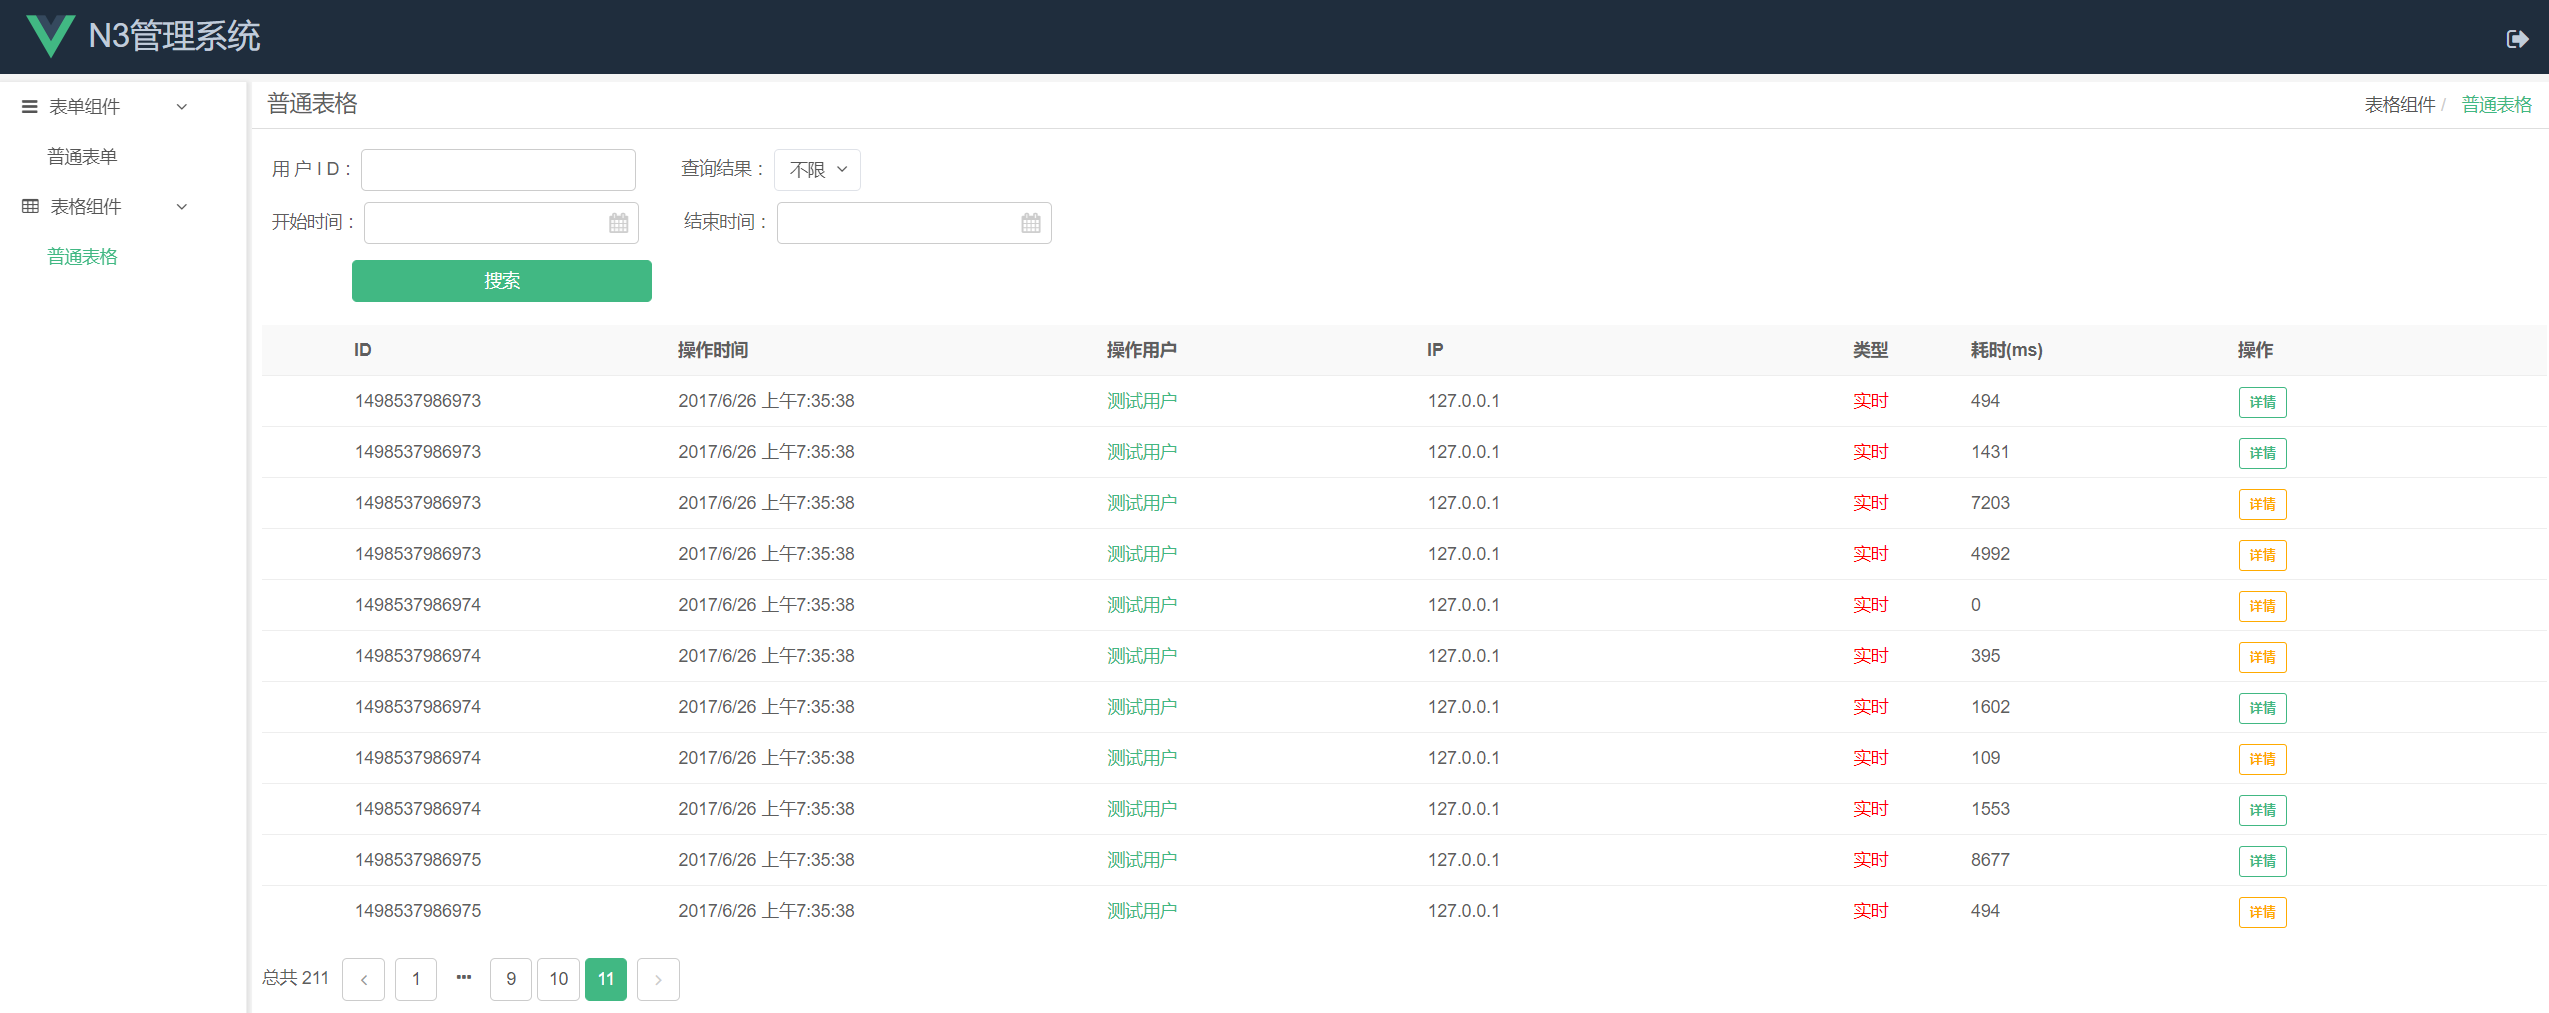 N3管理系统
表单组件
普通表单
表格组件
普通表格
普通表格
表格组件 / 普通表格
用 户 I D： 查询结果： 不限
开始时间： 结束时间：
搜索
ID 操作时间 操作用户 IP 类型 耗时(ms) 操作
1498537986973 2017/6/26 上午7:35:38 测试用户 127.0.0.1 实时 494 详情
1498537986973 2017/6/26 上午7:35:38 测试用户 127.0.0.1 实时 1431 详情
1498537986973 2017/6/26 上午7:35:38 测试用户 127.0.0.1 实时 7203 详情
1498537986973 2017/6/26 上午7:35:38 测试用户 127.0.0.1 实时 4992 详情
1498537986974 2017/6/26 上午7:35:38 测试用户 127.0.0.1 实时 0 详情
1498537986974 2017/6/26 上午7:35:38 测试用户 127.0.0.1 实时 395 详情
1498537986974 2017/6/26 上午7:35:38 测试用户 127.0.0.1 实时 1602 详情
1498537986974 2017/6/26 上午7:35:38 测试用户 127.0.0.1 实时 109 详情
1498537986974 2017/6/26 上午7:35:38 测试用户 127.0.0.1 实时 1553 详情
1498537986975 2017/6/26 上午7:35:38 测试用户 127.0.0.1 实时 8677 详情
1498537986975 2017/6/26 上午7:35:38 测试用户 127.0.0.1 实时 494 详情
总共 211 ‹ 1 ··· 9 10 11 ›